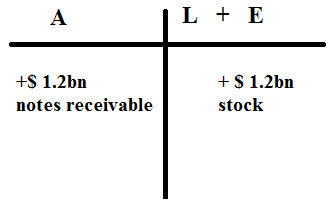 A L + E
+$ 1.2bn + $ 1.2bn
notes receivable stock